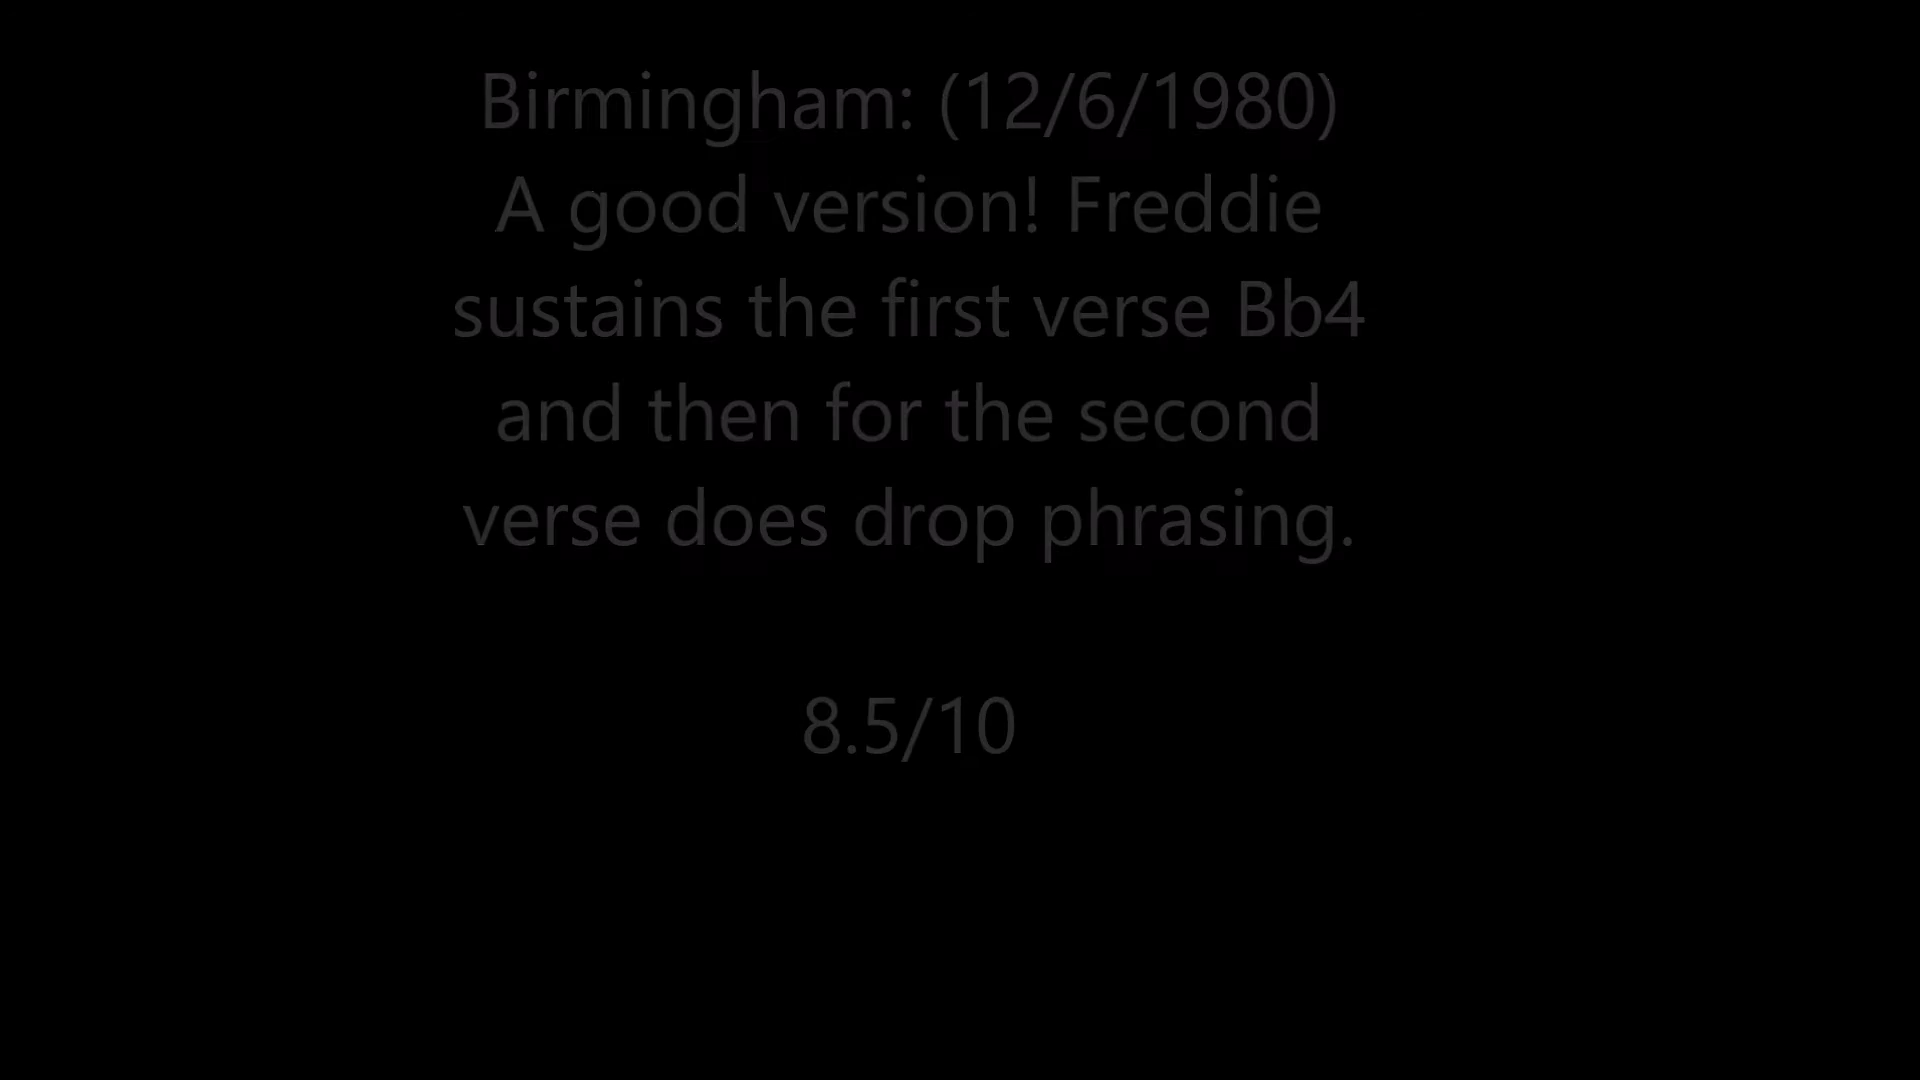 Birmingham: (12/6/1980)
A good version! Freddie
sustains the first verse Bb4
and then for the second
verse does drop phrasing.
8.5/10